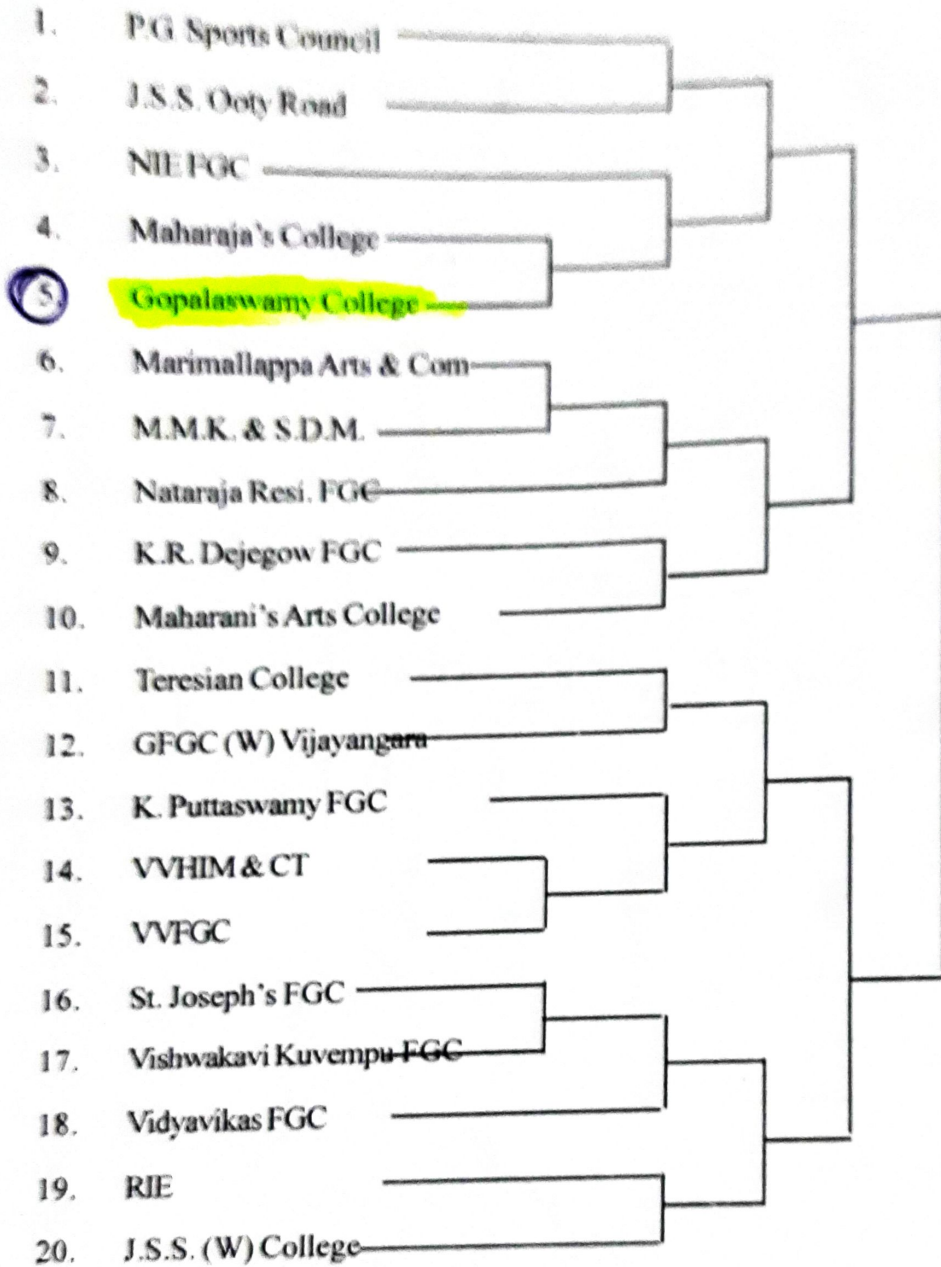 1. P.G Sports Council
2. J.S.S. Ooty Road
3. NIE FGC
4. Maharaja's College
5. Gopalaswamy College
6. Marimallappa Arts & Com
7. M.M.K. & S.D.M.
8. Nataraja Resi. FGC
9. K.R. Dejegow FGC
10. Maharani's Arts College
11. Teresian College
12. GFGC (W) Vijayangara
13. K. Puttaswamy FGC
14. VVHIM & CT
15. VVFGC
16. St. Joseph's FGC
17. Vishwakavi Kuvempu FGC
18. Vidyavikas FGC
19. RIE
20. J.S.S. (W) College